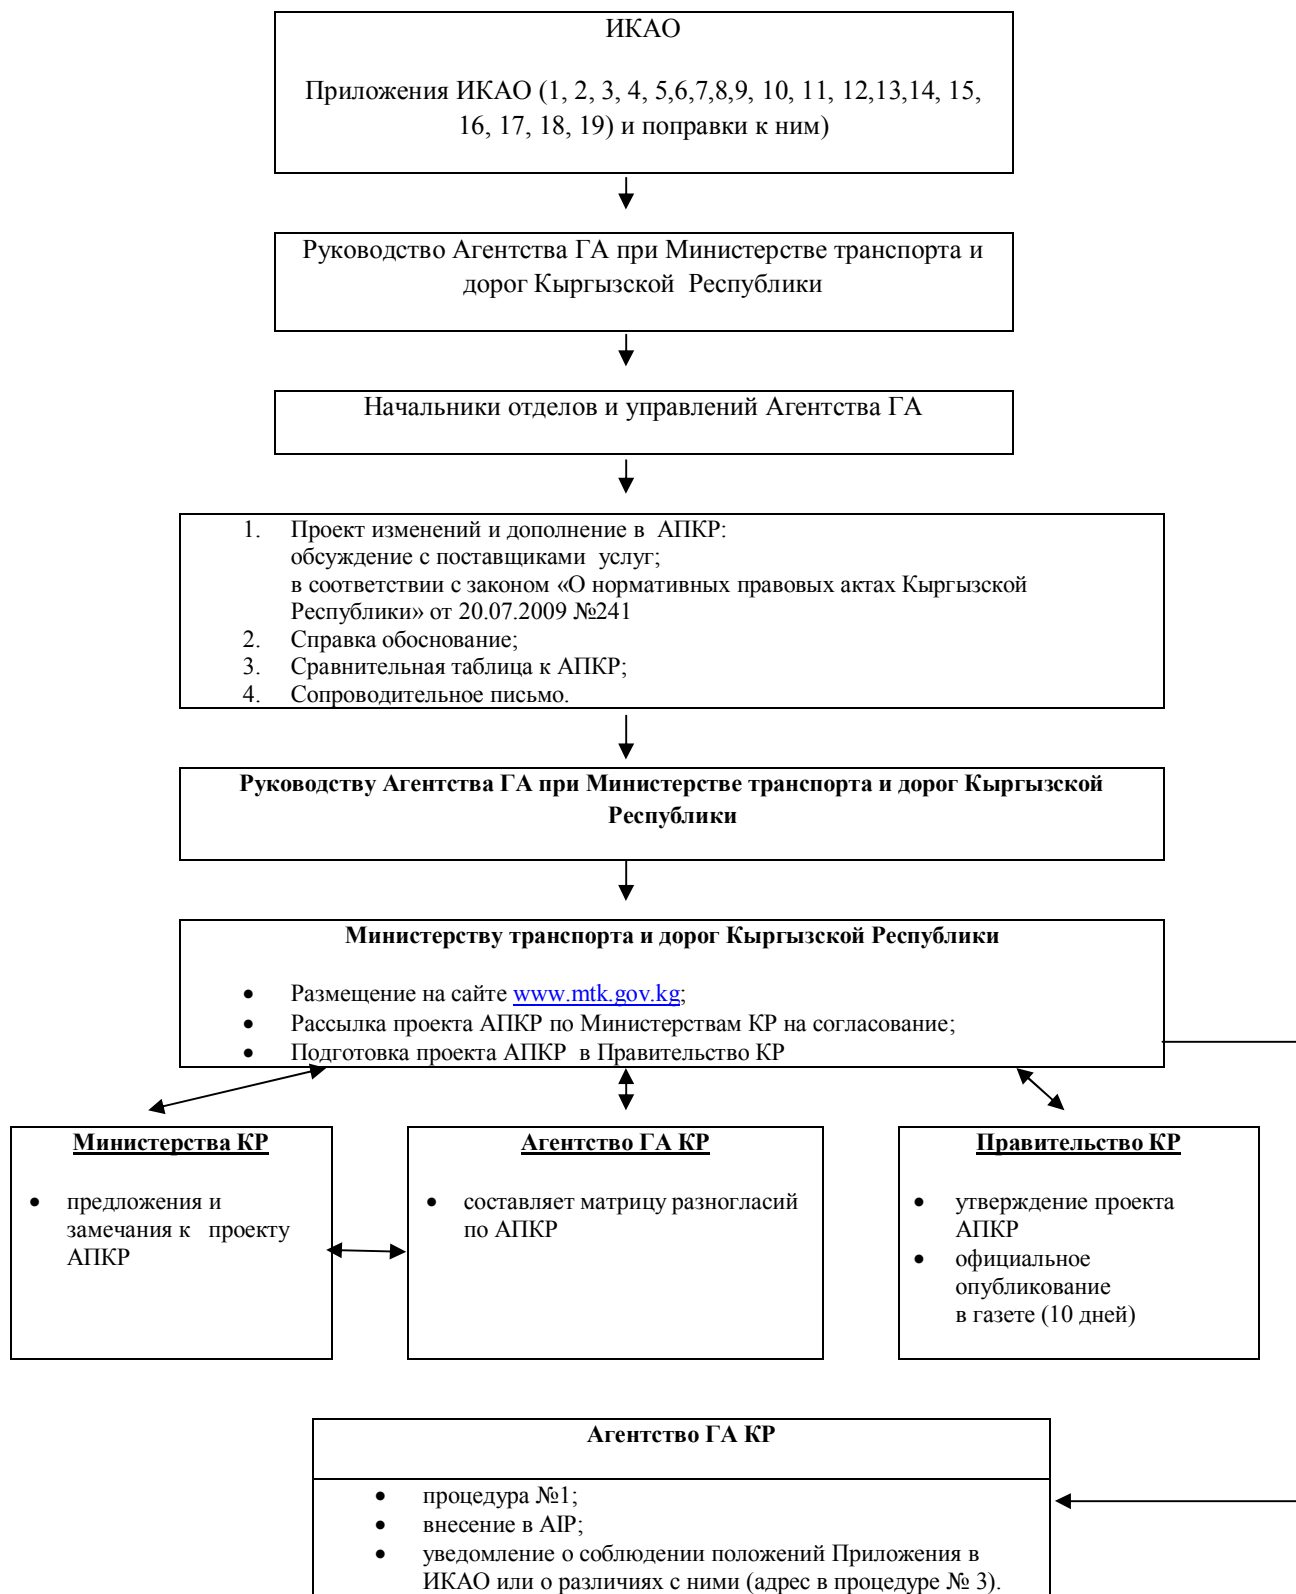 ИКАО
Приложения ИКАО (1, 2, 3, 4, 5,6,7,8,9, 10, 11, 12,13,14, 15,
16, 17, 18, 19) и поправки к ним)
Руководство Агентства ГА при Министерстве транспорта и
дорог Кыргызской Республики
Начальники отделов и управлений Агентства ГА
1. Проект изменений и дополнение в АПКР:
обсуждение с поставщиками услуг;
в соответствии с законом «О нормативных правовых актах Кыргызской
Республики» от 20.07.2009 №241
2. Справка обоснование;
3. Сравнительная таблица к АПКР;
4. Сопроводительное письмо.
Руководству Агентства ГА при Министерстве транспорта и дорог Кыргызской
Республики
Министерству транспорта и дорог Кыргызской Республики
• Размещение на сайте www.mtk.gov.kg;
• Рассылка проекта АПКР по Министерствам КР на согласование;
• Подготовка проекта АПКР в Правительство КР
Министерства КР
• предложения и
замечания к проекту
АПКР
Агентство ГА КР
• составляет матрицу разногласий
по АПКР
Правительство КР
• утверждение проекта
АПКР
• официальное
опубликование
в газете (10 дней)
Агентство ГА КР
• процедура №1;
• внесение в AIP;
• уведомление о соблюдении положений Приложения в
ИКАО или о различиях с ними (адрес в процедуре № 3).